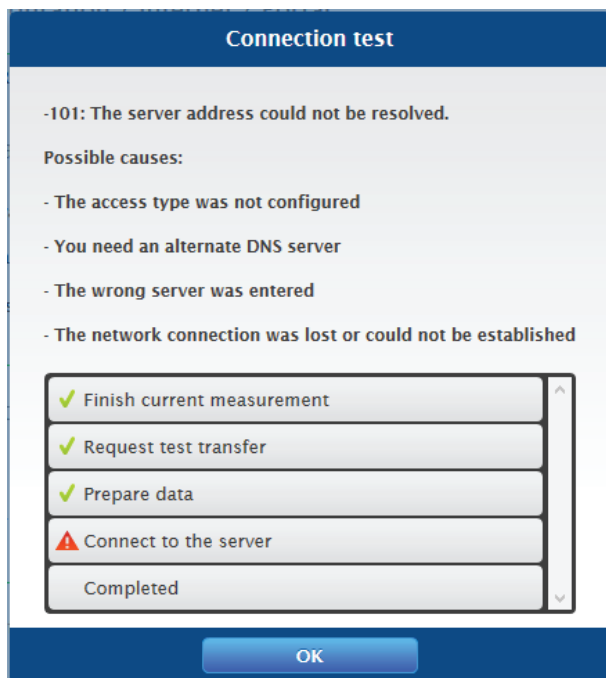 Connection test
-101: The server address could not be resolved.
Possible causes:
- The access type was not configured
- You need an alternate DNS server
- The wrong server was entered
- The network connection was lost or could not be established
Finish current measurement
Request test transfer
Prepare data
Connect to the server
Completed
OK